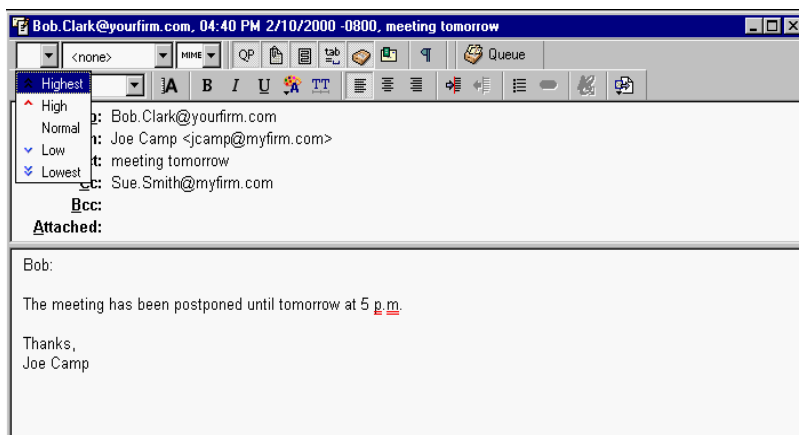 Bob.Clark@yourfirm.com, 04:40 PM 2/10/2000 -0800, meeting tomorrow
<none> MIME QP tab Queue
A B I U A TT
Highest
High
Normal
Low
Lowest
o: Bob.Clark@yourfirm.com
m: Joe Camp <jcamp@myfirm.com>
ct: meeting tomorrow
Cc: Sue.Smith@myfirm.com
Bcc:
Attached:
Bob:
The meeting has been postponed until tomorrow at 5 p.m.
Thanks,
Joe Camp